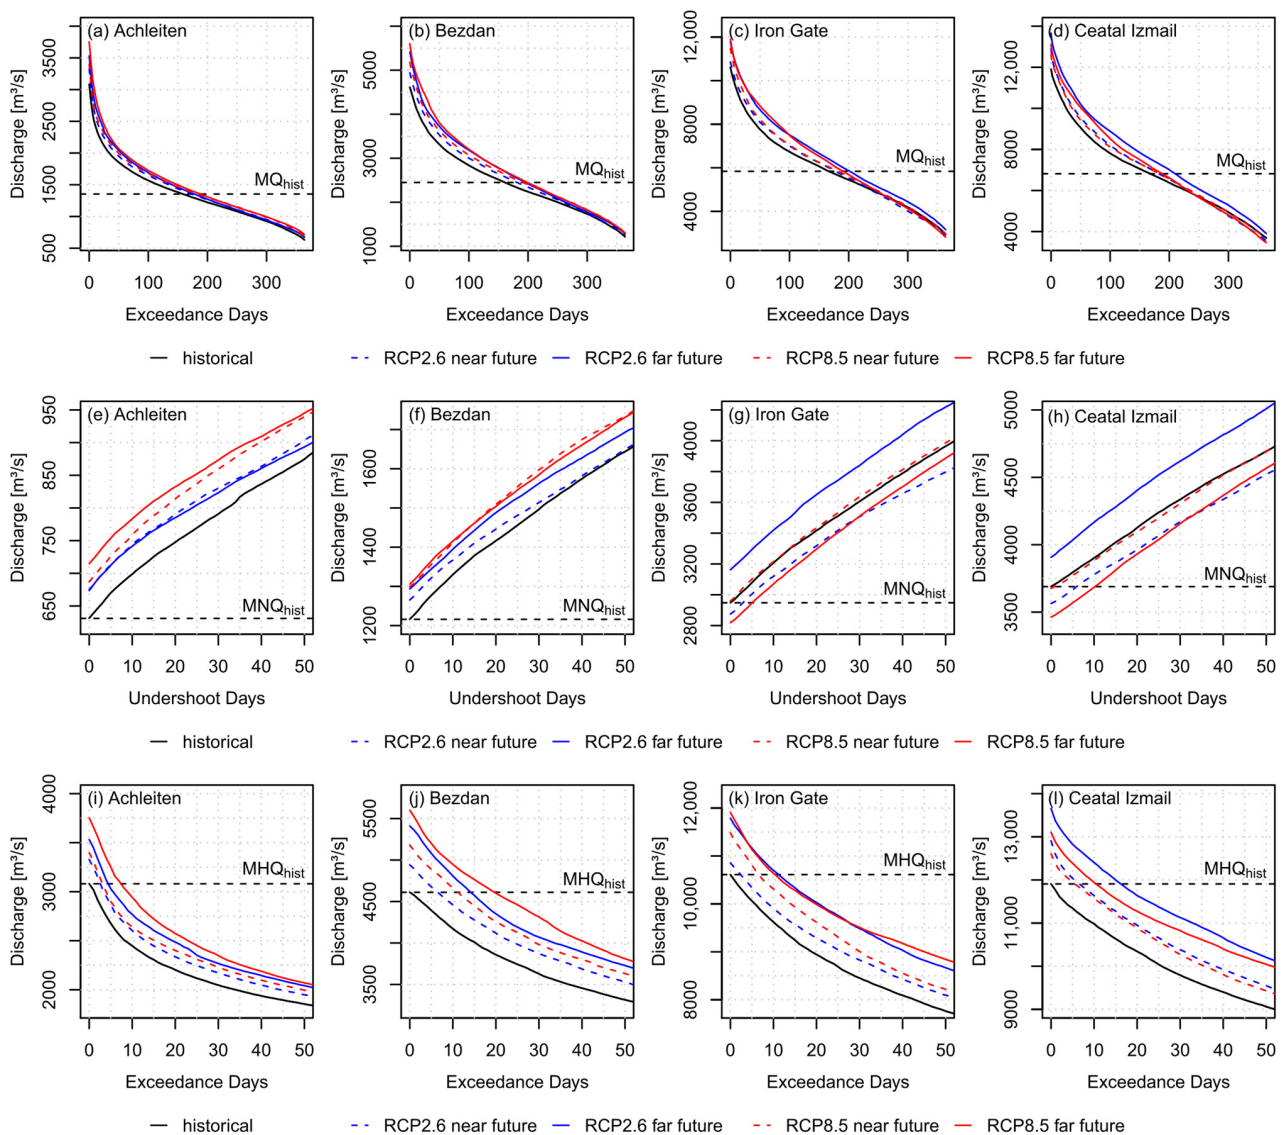 (a) Achleiten
(b) Bezdan
(c) Iron Gate
(d) Ceatal Izmail
Discharge [m³/s]
500
1500
2500
3500
MQhist
0
100
200
300
Exceedance Days
Discharge [m³/s]
1000
3000
5000
MQhist
0
100
200
300
Exceedance Days
Discharge [m³/s]
4000
8000
12,000
MQhist
0
100
200
300
Exceedance Days
Discharge [m³/s]
4000
8000
12,000
MQhist
0
100
200
300
Exceedance Days
historical
RCP2.6 near future
RCP2.6 far future
RCP8.5 near future
RCP8.5 far future
(e) Achleiten
(f) Bezdan
(g) Iron Gate
(h) Ceatal Izmail
Discharge [m³/s]
650
750
850
950
MNQhist
0
10
20
30
40
50
Undershoot Days
Discharge [m³/s]
1200
1400
1600
MNQhist
0
10
20
30
40
50
Undershoot Days
Discharge [m³/s]
2800
3200
3600
4000
MNQhist
0
10
20
30
40
50
Undershoot Days
Discharge [m³/s]
3500
4000
4500
5000
MNQhist
0
10
20
30
40
50
Undershoot Days
historical
RCP2.6 near future
RCP2.6 far future
RCP8.5 near future
RCP8.5 far future
(i) Achleiten
(j) Bezdan
(k) Iron Gate
(l) Ceatal Izmail
Discharge [m³/s]
2000
3000
4000
MHQhist
0
10
20
30
40
50
Exceedance Days
Discharge [m³/s]
3500
4500
5500
MHQhist
0
10
20
30
40
50
Exceedance Days
Discharge [m³/s]
8000
10,000
12,000
MHQhist
0
10
20
30
40
50
Exceedance Days
Discharge [m³/s]
9000
11,000
13,000
MHQhist
0
10
20
30
40
50
Exceedance Days
historical
RCP2.6 near future
RCP2.6 far future
RCP8.5 near future
RCP8.5 far future